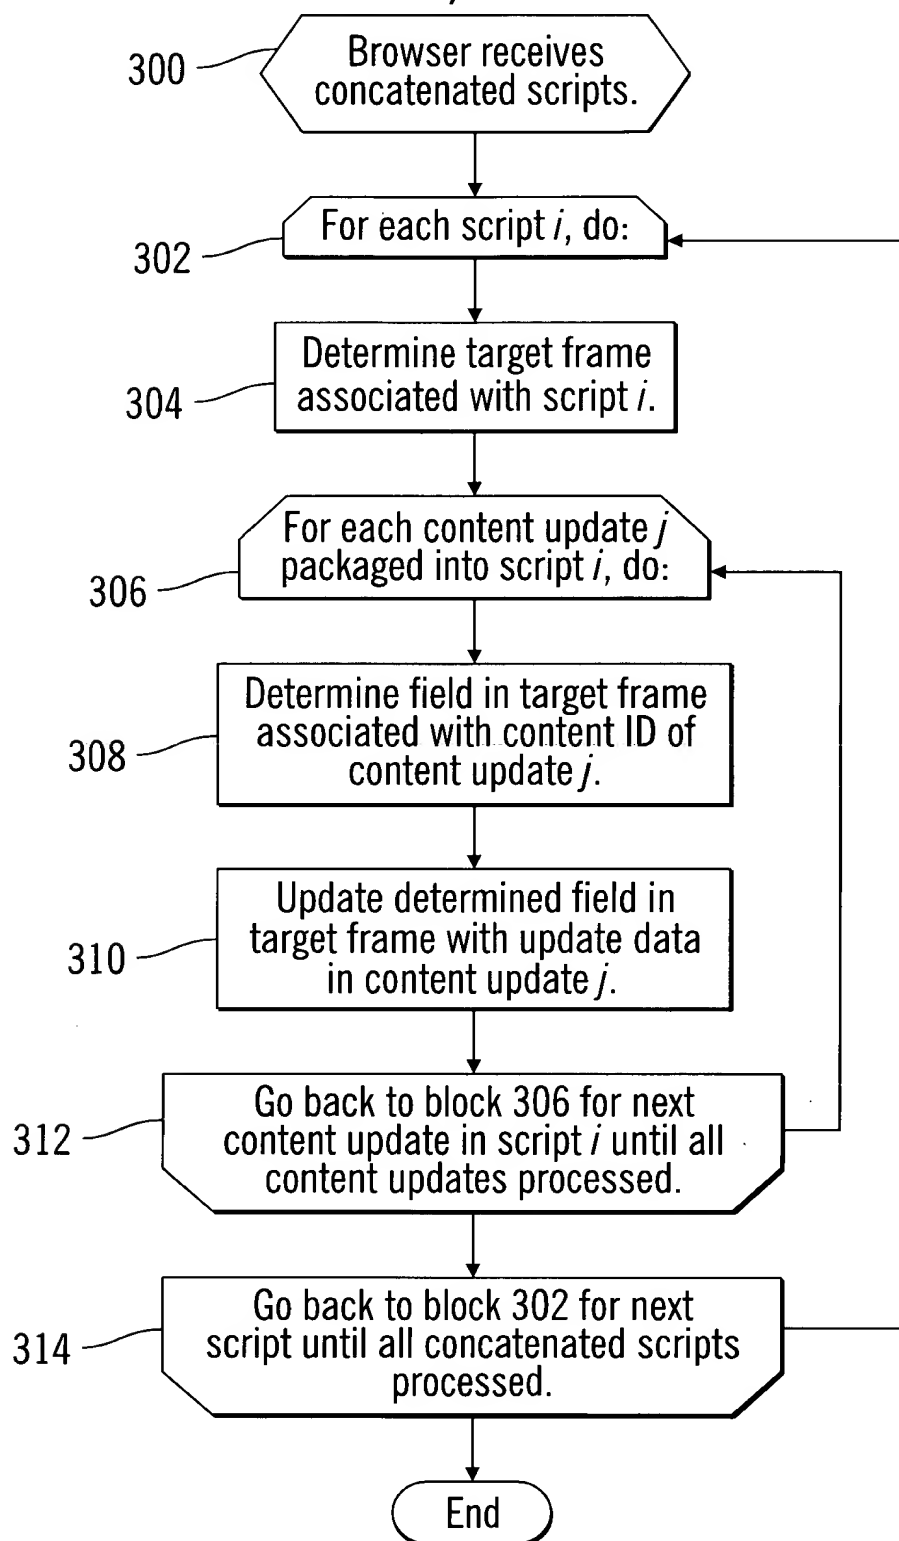 300
Browser receives
concatenated scripts.
302
For each script i, do:
304
Determine target frame
associated with script i.
306
For each content update j
packaged into script i, do:
308
Determine field in target frame
associated with content ID of
content update j.
310
Update determined field in
target frame with update data
in content update j.
312
Go back to block 306 for next
content update in script i until all
content updates processed.
314
Go back to block 302 for next
script until all concatenated scripts
processed.
End